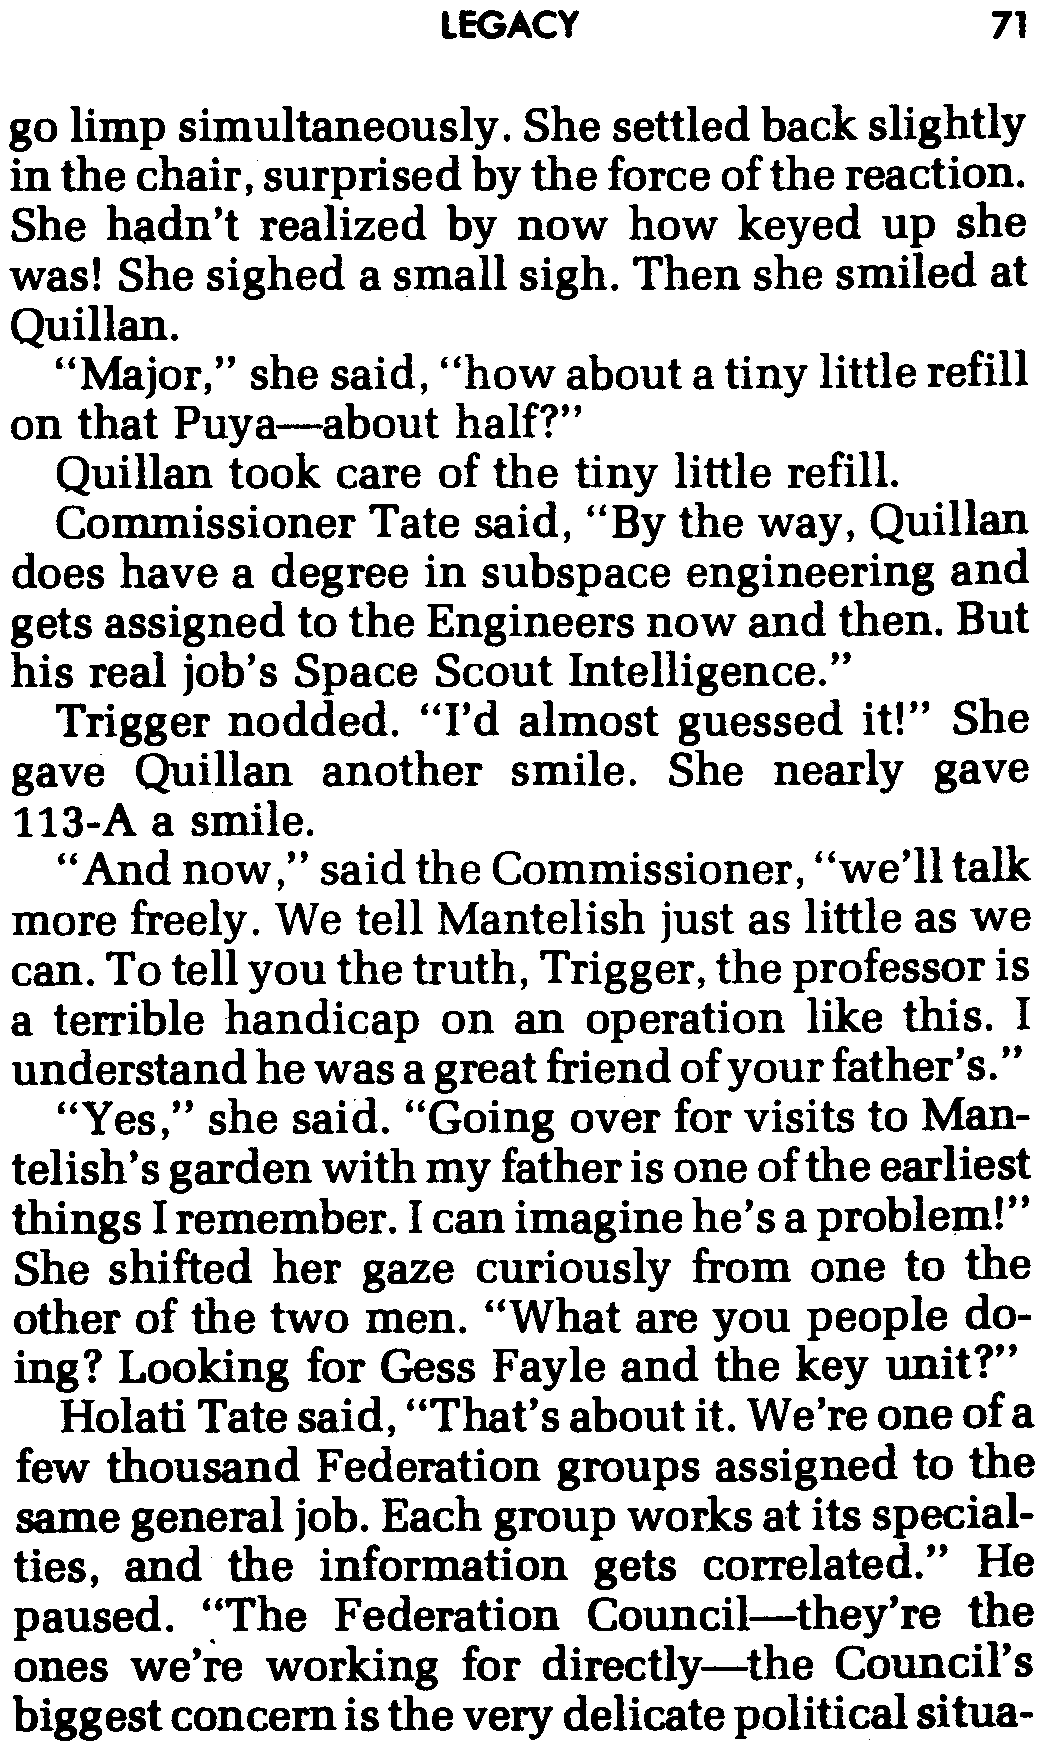 LEGACY 71
go limp simultaneously. She settled back slightly
in the chair, surprised by the force of the reaction.
She hadn't realized by now how keyed up she
was! She sighed a small sigh. Then she smiled at
Quillan.
“Major,” she said, “how about a tiny little refill
on that Puya—about half?”
Quillan took care of the tiny little refill.
Commissioner Tate said, “By the way, Quillan
does have a degree in subspace engineering and
gets assigned to the Engineers now and then. But
his real job's Space Scout Intelligence.”
Trigger nodded. “I'd almost guessed it!” She
gave Quillan another smile. She nearly gave
113-A a smile.
“And now,” said the Commissioner, “we'll talk
more freely. We tell Mantelish just as little as we
can. To tell you the truth, Trigger, the professor is
a terrible handicap on an operation like this. I
understand he was a great friend of your father's.”
“Yes,” she said. “Going over for visits to Man-
telish's garden with my father is one of the earliest
things I remember. I can imagine he's a problem!”
She shifted her gaze curiously from one to the
other of the two men. “What are you people do-
ing? Looking for Gess Fayle and the key unit?”
Holati Tate said, “That's about it. We're one of a
few thousand Federation groups assigned to the
same general job. Each group works at its special-
ties, and the information gets correlated.” He
paused. “The Federation Council—they're the
ones we're working for directly—the Council's
biggest concern is the very delicate political situa-